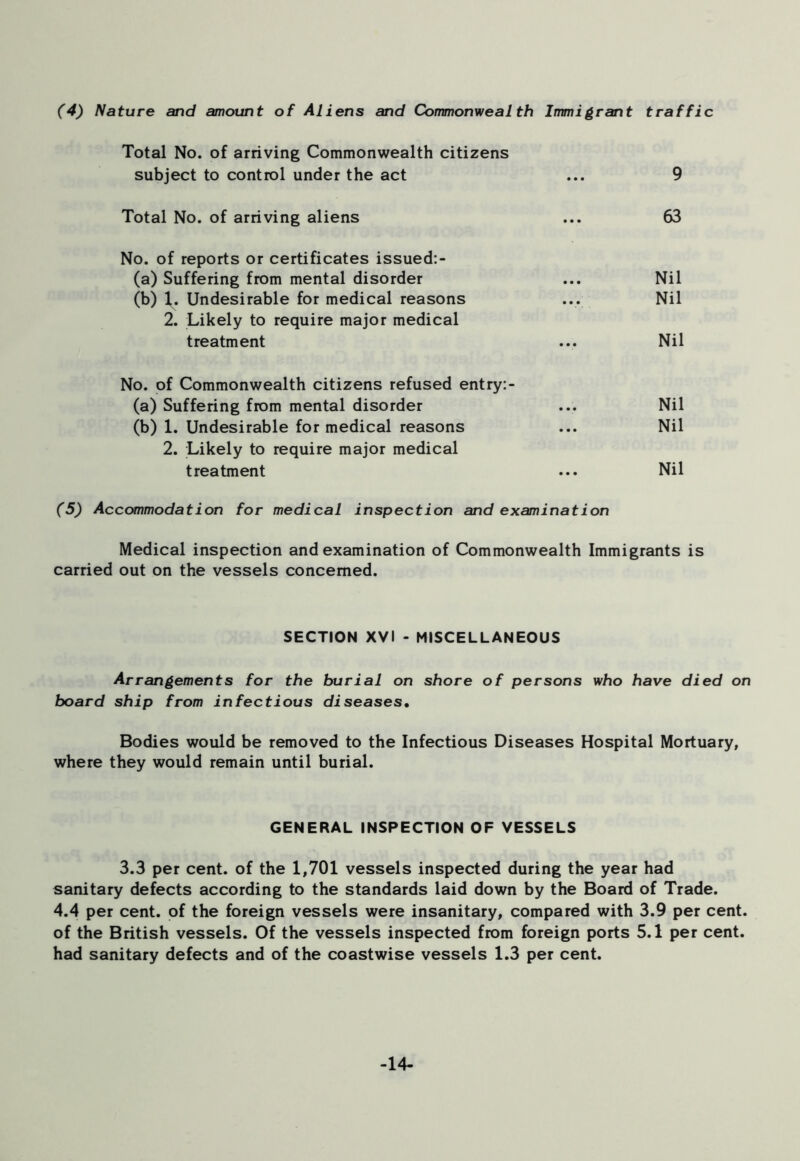 (4) Nature and amount of Aliens and Commonwealth Immigrant traffic
Total No. of arriving Commonwealth citizens
subject to control under the act ... 9
Total No. of arriving aliens ... 63
No. of reports or certificates issued:-
(a) Suffering from mental disorder ... Nil
(b) 1. Undesirable for medical reasons ... Nil
2. Likely to require major medical
treatment ... Nil
No. of Commonwealth citizens refused entry:-
(a) Suffering from mental disorder ... Nil
(b) 1. Undesirable for medical reasons ... Nil
2. Likely to require major medical
treatment ... Nil
(5) Accommodation for medical inspection and examination
Medical inspection and examination of Commonwealth Immigrants is
carried out on the vessels concerned.
SECTION XVI - MISCELLANEOUS
Arrangements for the burial on shore of persons who have died on
board ship from infectious diseases.
Bodies would be removed to the Infectious Diseases Hospital Mortuary,
where they would remain until burial.
GENERAL INSPECTION OF VESSELS
3.3 per cent. of the 1,701 vessels inspected during the year had
sanitary defects according to the standards laid down by the Board of Trade.
4.4 per cent. of the foreign vessels were insanitary, compared with 3.9 per cent.
of the British vessels. Of the vessels inspected from foreign ports 5.1 per cent.
had sanitary defects and of the coastwise vessels 1.3 per cent.
-14-